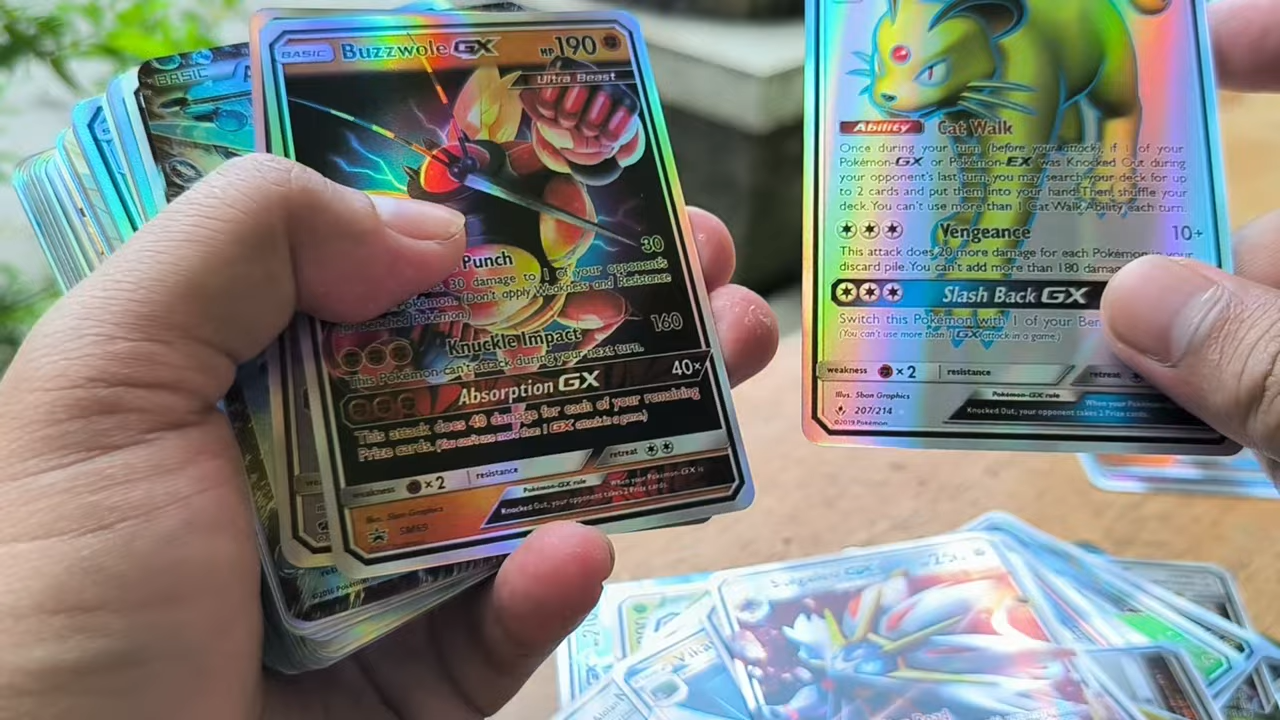 BASIC Buzzwole GX HP 190
Ultra Beast
30
Punch
30 damage to 1 of your opponent's
Pokémon. (Don't apply Weakness and Resistance
for Benched Pokémon.)
Knuckle Impact 160
This Pokémon can't attack during your next turn.
Absorption GX 40×
This attack does 40 damage for each of your remaining
Prize cards. (You can't use more than 1 GX attack in a game.)
weakness ×2 resistance retreat
Pokémon-GX rule When your Pokémon-GX is
Knocked Out, your opponent takes 2 Prize cards.
Illus. 5ban Graphics
SM69
BASIC
©2016 Pokémon
Ability Cat Walk
Once during your turn (before your attack), if 1 of your
Pokémon-GX or Pokémon-EX was Knocked Out during
your opponent's last turn, you may search your deck for up
to 2 cards and put them into your hand. Then, shuffle your
deck. You can't use more than 1 Cat Walk Ability each turn.
Vengeance 10+
This attack does 20 more damage for each Pokémon in your
discard pile. You can't add more than 180 damage
Slash Back GX
Switch this Pokémon with 1 of your Ben
(You can't use more than 1 GX attack in a game.)
weakness ×2 resistance retreat
Illus. 5ban Graphics
Pokémon-GX rule When your Pokémon-GX is
Knocked Out, your opponent takes 2 Prize cards.
207/214
©2019 Pokémon
GX
210
Vika